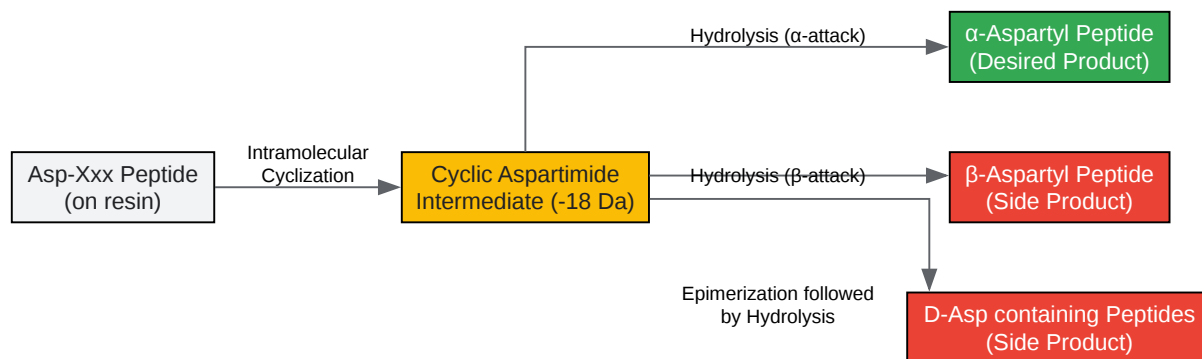 Hydrolysis (α-attack)
α-Aspartyl Peptide
(Desired Product)
Asp-Xxx Peptide
(on resin)
Intramolecular
Cyclization
Cyclic Aspartimide
Intermediate (-18 Da)
Hydrolysis (β-attack)
β-Aspartyl Peptide
(Side Product)
Epimerization followed
by Hydrolysis
D-Asp containing Peptides
(Side Product)